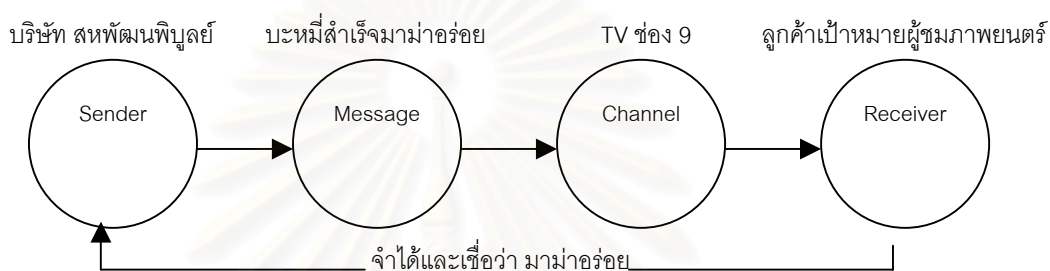 บริษัท สหพัฒนพิบูลย์ บะหมี่สำเร็จมาม่าอร่อย TV ช่อง 9 ลูกค้าเป้าหมายผู้ชมภาพยนตร์
Sender Message Channel Receiver
จำได้และเชื่อว่า มาม่าอร่อย